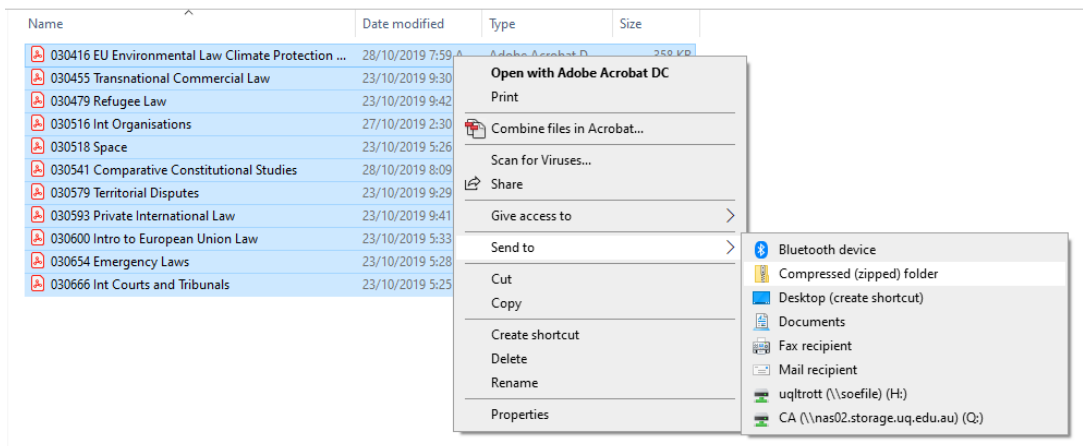 Name Date modified Type Size
030416 EU Environmental Law Climate Protection ... 28/10/2019 7:59 A Adobe Acrobat D 258 KB
030455 Transnational Commercial Law 23/10/2019 9:30
030479 Refugee Law 23/10/2019 9:42
030516 Int Organisations 27/10/2019 2:30
030518 Space 23/10/2019 5:26
030541 Comparative Constitutional Studies 28/10/2019 8:09
030579 Territorial Disputes 23/10/2019 9:29
030593 Private International Law 23/10/2019 9:41
030600 Intro to European Union Law 23/10/2019 5:33
030654 Emergency Laws 23/10/2019 5:28
030666 Int Courts and Tribunals 23/10/2019 5:25
Open with Adobe Acrobat DC
Print
Combine files in Acrobat...
Scan for Viruses...
Share
Give access to
Send to
Cut
Copy
Create shortcut
Delete
Rename
Properties
Bluetooth device
Compressed (zipped) folder
Desktop (create shortcut)
Documents
Fax recipient
Mail recipient
uqltrott (\\soefile) (H:)
CA (\\nas02.storage.uq.edu.au) (Q:)